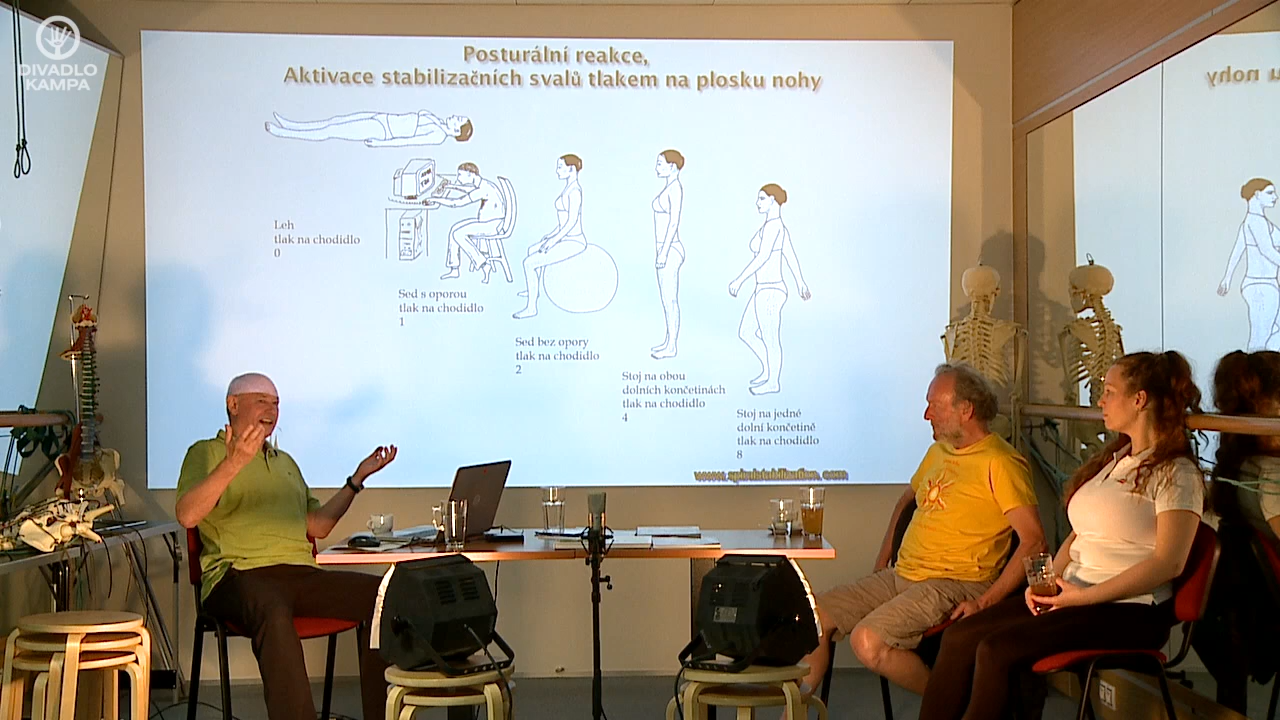 DIVADLO
KAMPA
Posturální reakce,
Aktivace stabilizačních svalů tlakem na plosku nohy
Leh
tlak na chodidlo
0
Sed s oporou
tlak na chodidlo
1
Sed bez opory
tlak na chodidlo
2
Stoj na obou
dolních končetinách
tlak na chodidlo
4
Stoj na jedné
dolní končetině
tlak na chodidlo
8